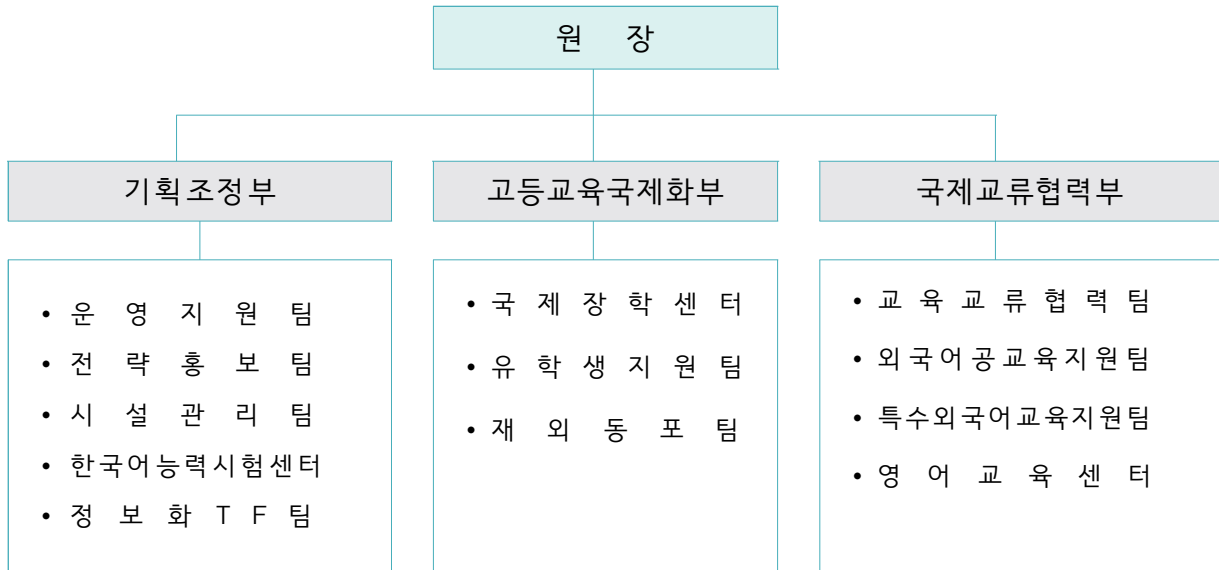 원 장
기획조정부
고등교육국제화부
국제교류협력부
• 운영지원팀
• 전략홍보팀
• 시설관리팀
• 한국어능력시험센터
• 정보화TF팀
• 국제장학센터
• 유학생지원팀
• 재외동포팀
• 교육교류협력팀
• 외국어공교육지원팀
• 특수외국어교육지원팀
• 영어교육센터